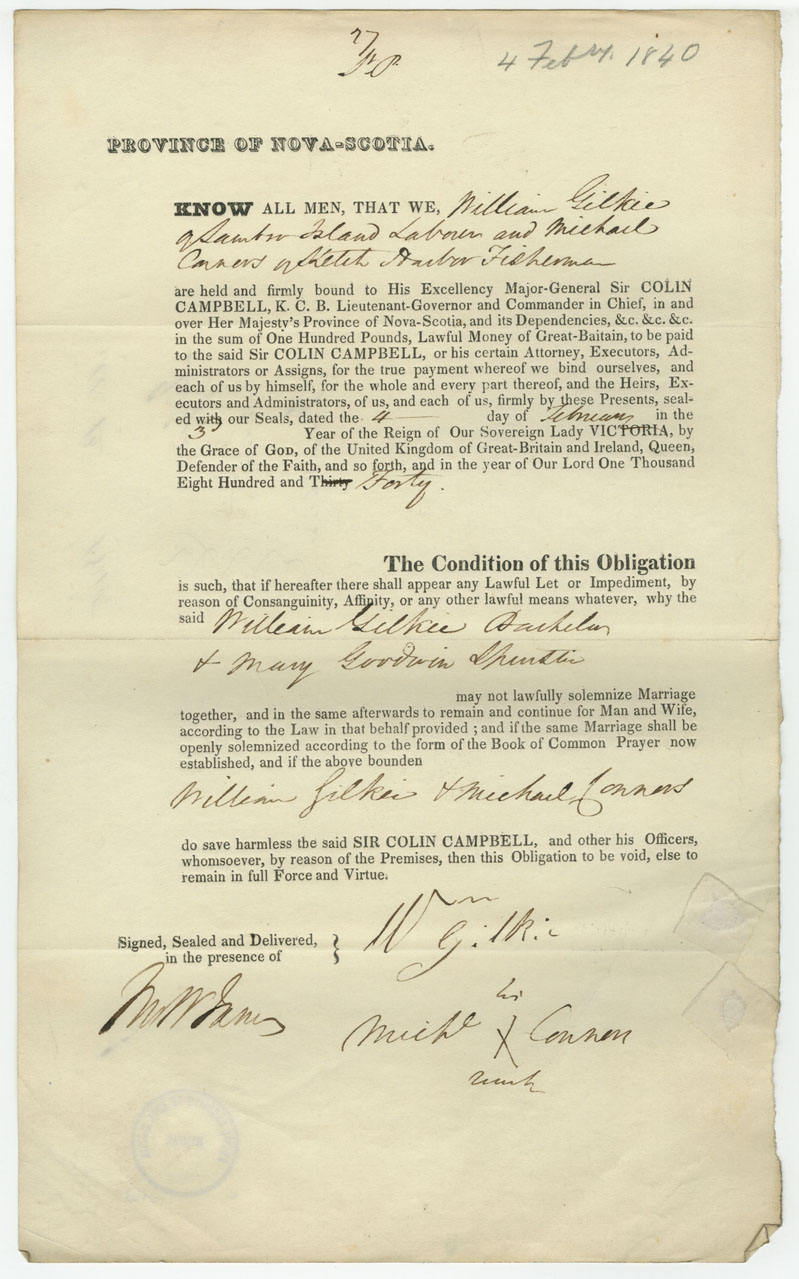 27
4 Feby. 1840
PROVINCE OF NOVA-SCOTIA.
KNOW ALL MEN, THAT WE, William Gilkie
of Sambro Island Labourer and Michael
Connors of Ketch Harbor Fisherman
are held and firmly bound to His Excellency Major-General Sir COLIN
CAMPBELL, K. C. B. Lieutenant-Governor and Commander in Chief, in and
over Her Majesty's Province of Nova-Scotia, and its Dependencies, &c. &c. &c.
in the sum of One Hundred Pounds, Lawful Money of Great-Baitain, to be paid
to the said Sir COLIN CAMPBELL, or his certain Attorney, Executors, Ad-
ministrators or Assigns, for the true payment whereof we bind ourselves, and
each of us by himself, for the whole and every part thereof, and the Heirs, Ex-
ecutors and Administrators, of us, and each of us, firmly by these Presents, seal-
ed with our Seals, dated the 4 day of February in the
3d Year of the Reign of Our Sovereign Lady VICTORIA, by
the Grace of GOD, of the United Kingdom of Great-Britain and Ireland, Queen,
Defender of the Faith, and so forth, and in the year of Our Lord One Thousand
Eight Hundred and Thirty Forty.
The Condition of this Obligation
is such, that if hereafter there shall appear any Lawful Let or Impediment, by
reason of Consanguinity, Affinity, or any other lawful means whatever, why the
said William Gilkie Bachelor
& Mary Goodwin Spinster
may not lawfully solemnize Marriage
together, and in the same afterwards to remain and continue for Man and Wife,
according to the Law in that behalf provided ; and if the same Marriage shall be
openly solemnized according to the form of the Book of Common Prayer now
established, and if the above bounden
William Gilkie & Michael Connors
do save harmless the said SIR COLIN CAMPBELL, and other his Officers,
whomsoever, by reason of the Premises, then this Obligation to be void, else to
remain in full Force and Virtue.
Signed, Sealed and Delivered,
in the presence of
Wm Gilkie
his
Michl X Connors
mark